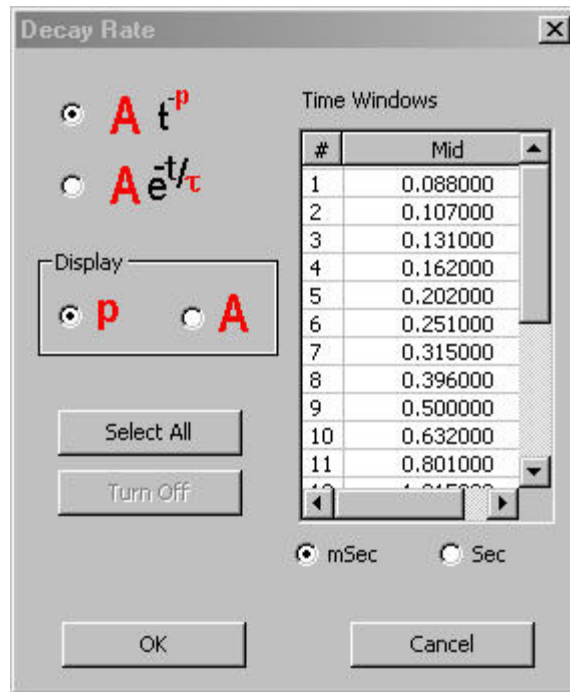 Decay Rate
A t^-p
A e^-t/τ
Display
p A
Select All
Turn Off
Time Windows
# Mid
1 0.088000
2 0.107000
3 0.131000
4 0.162000
5 0.202000
6 0.251000
7 0.315000
8 0.396000
9 0.500000
10 0.632000
11 0.801000
mSec Sec
OK Cancel